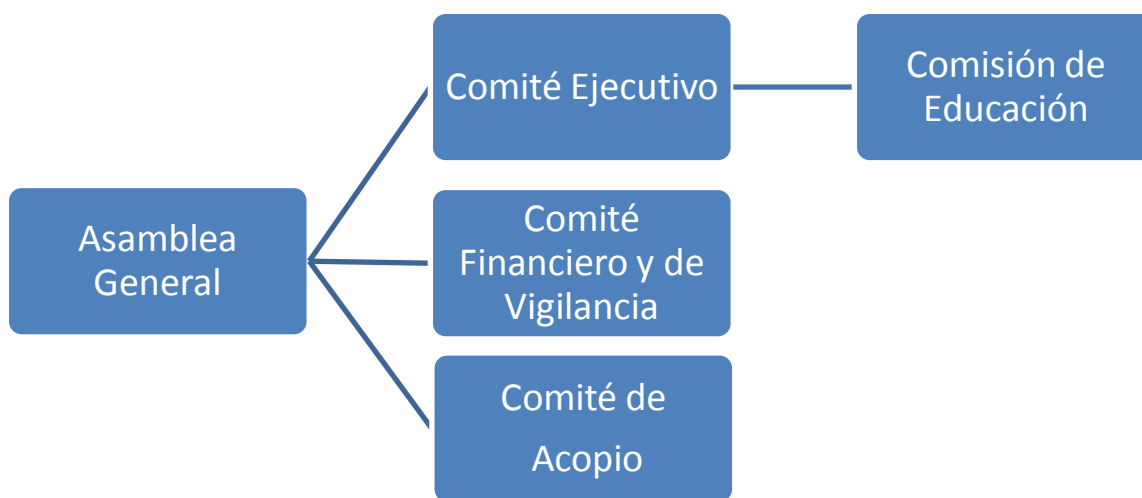 Comité Ejecutivo
Comisión de
Educación
Asamblea
General
Comité
Financiero y de
Vigilancia
Comité de
Acopio